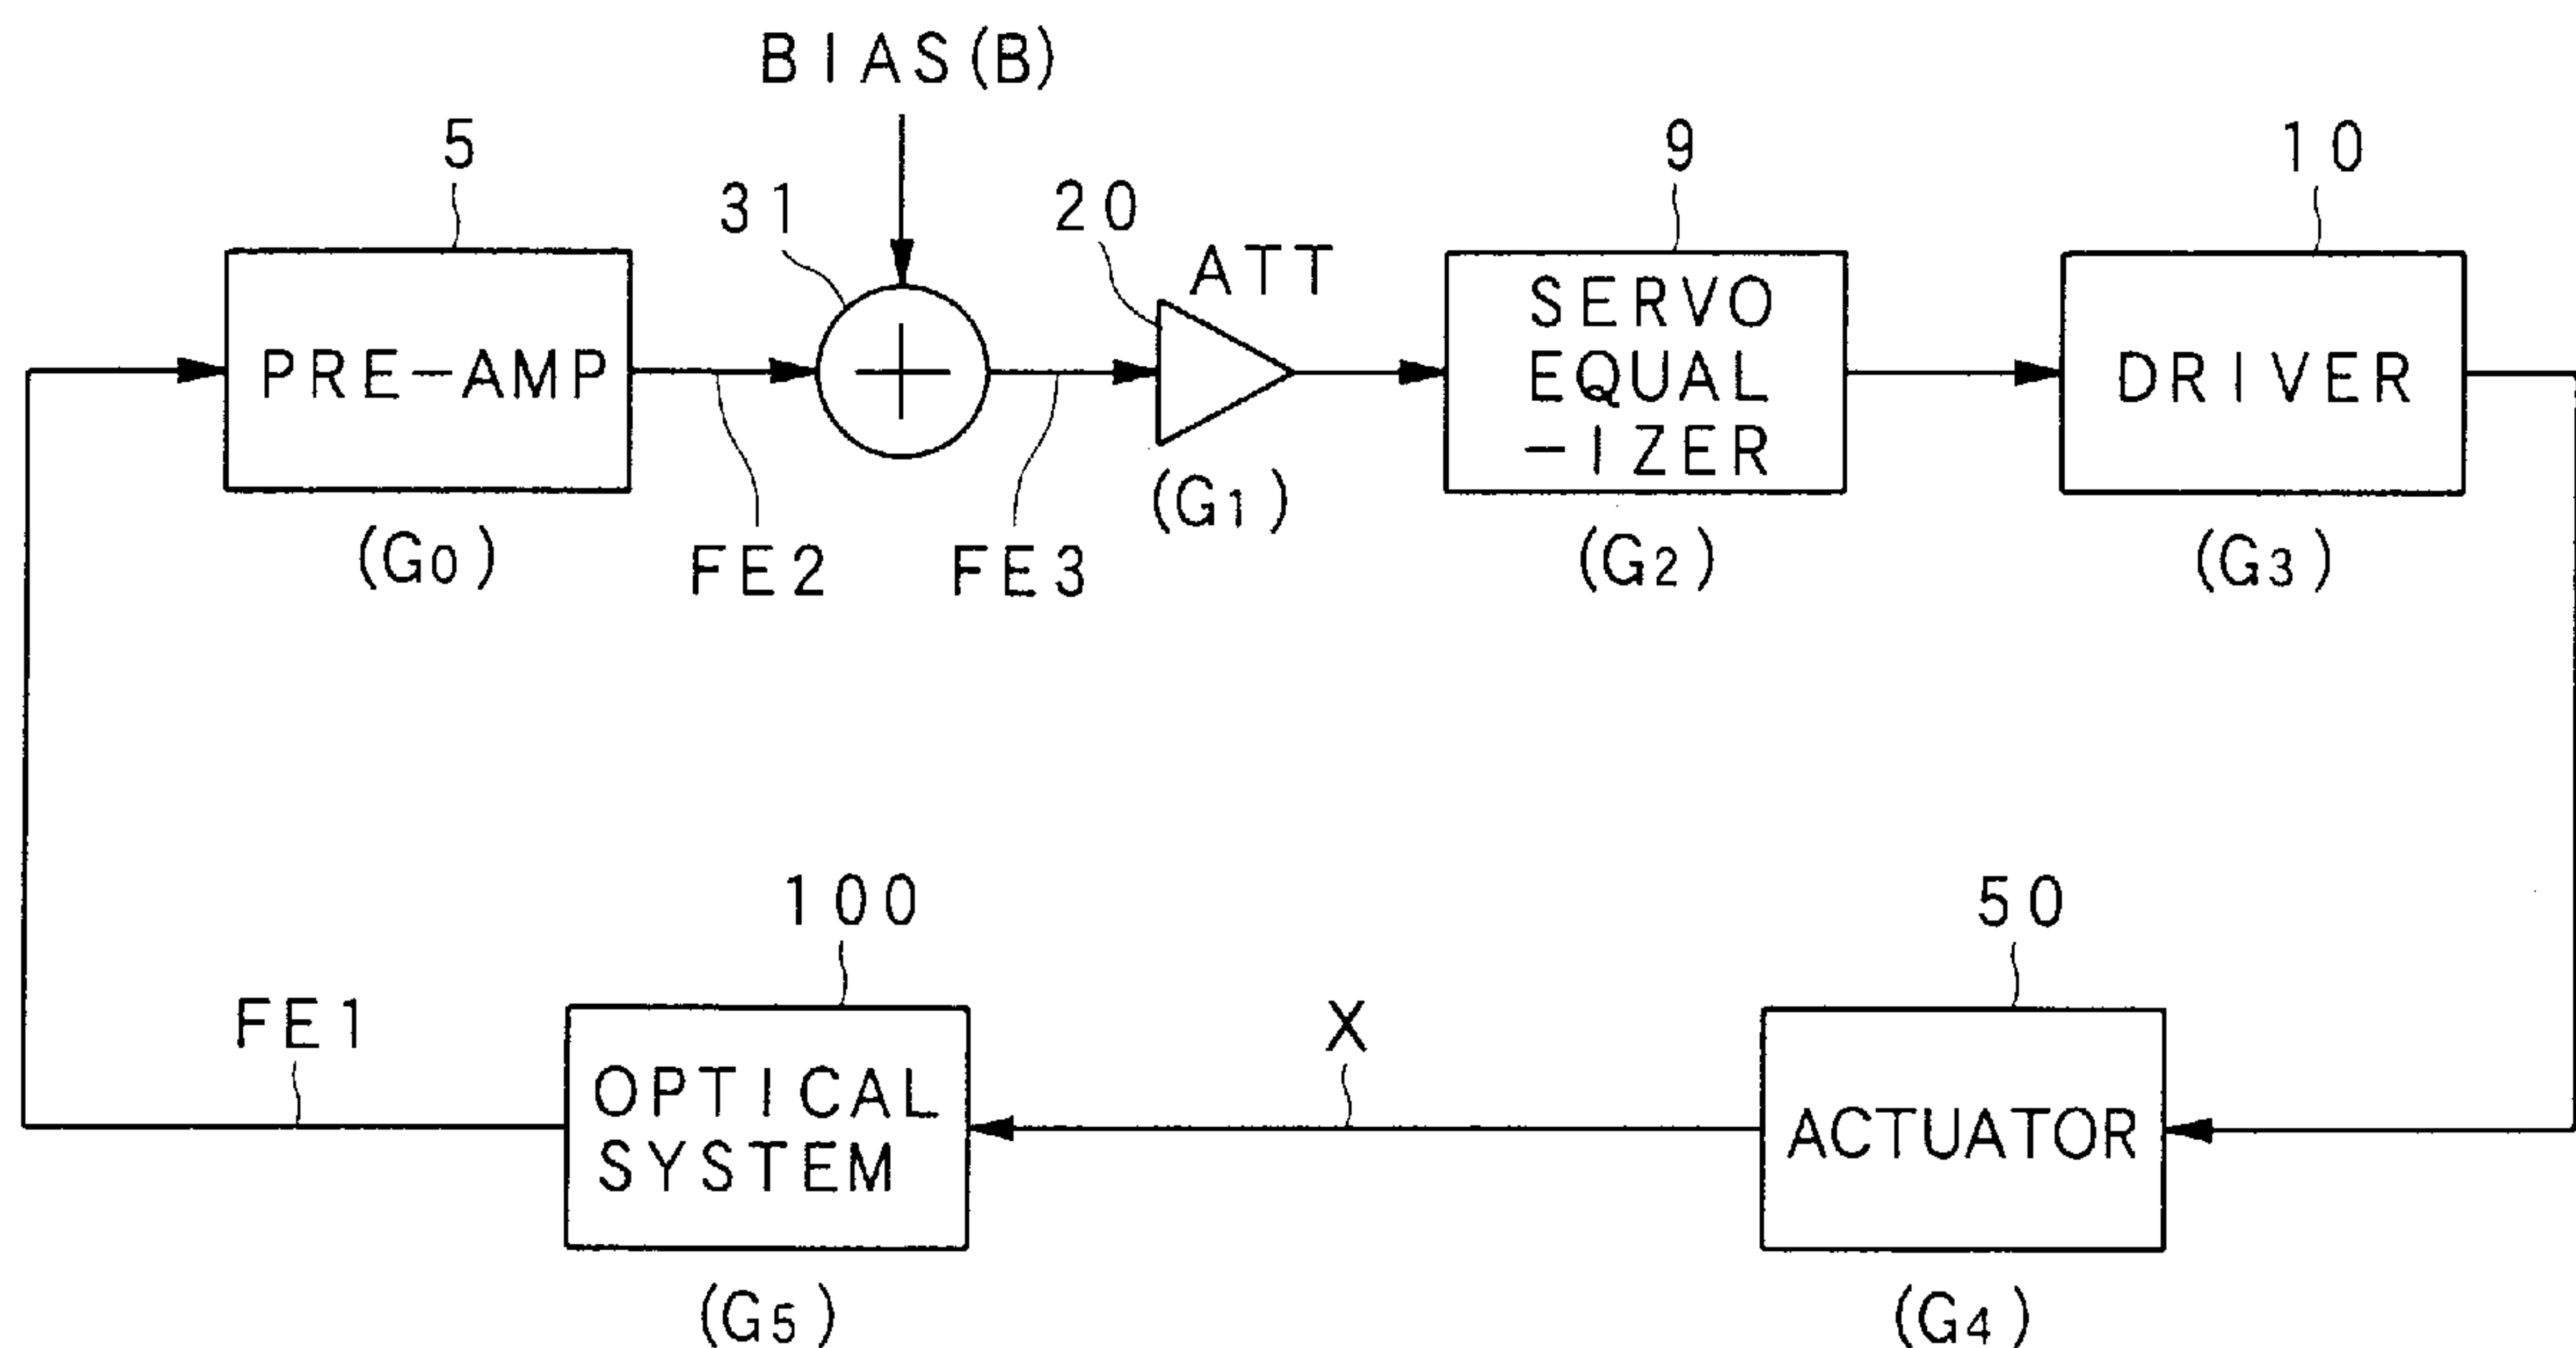 BIAS(B)
5
31
20
ATT
9
10
PRE-AMP
+
SERVO
EQUAL
-IZER
DRIVER
(G0)
FE2
FE3
(G1)
(G2)
(G3)
100
50
FE1
X
OPTICAL
SYSTEM
ACTUATOR
(G5)
(G4)